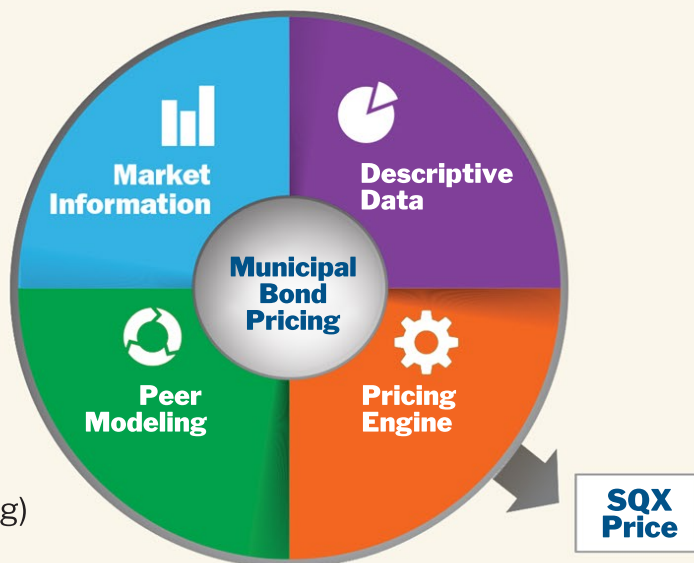 Market
Information
Descriptive
Data
Municipal
Bond
Pricing
Peer
Modeling
Pricing
Engine
g)
SQX
Price